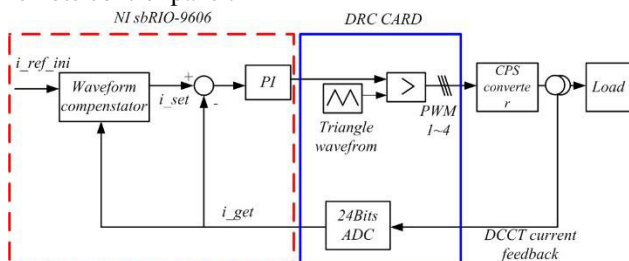 NI sbRIO-9606
DRC CARD
i_ref_ini
Waveform
compenstator
i_set
+
-
PI
>
Triangle
wavefrom
PWM
1~4
CPS
converte
r
Load
i_get
24Bits
ADC
DCCT current
feedback